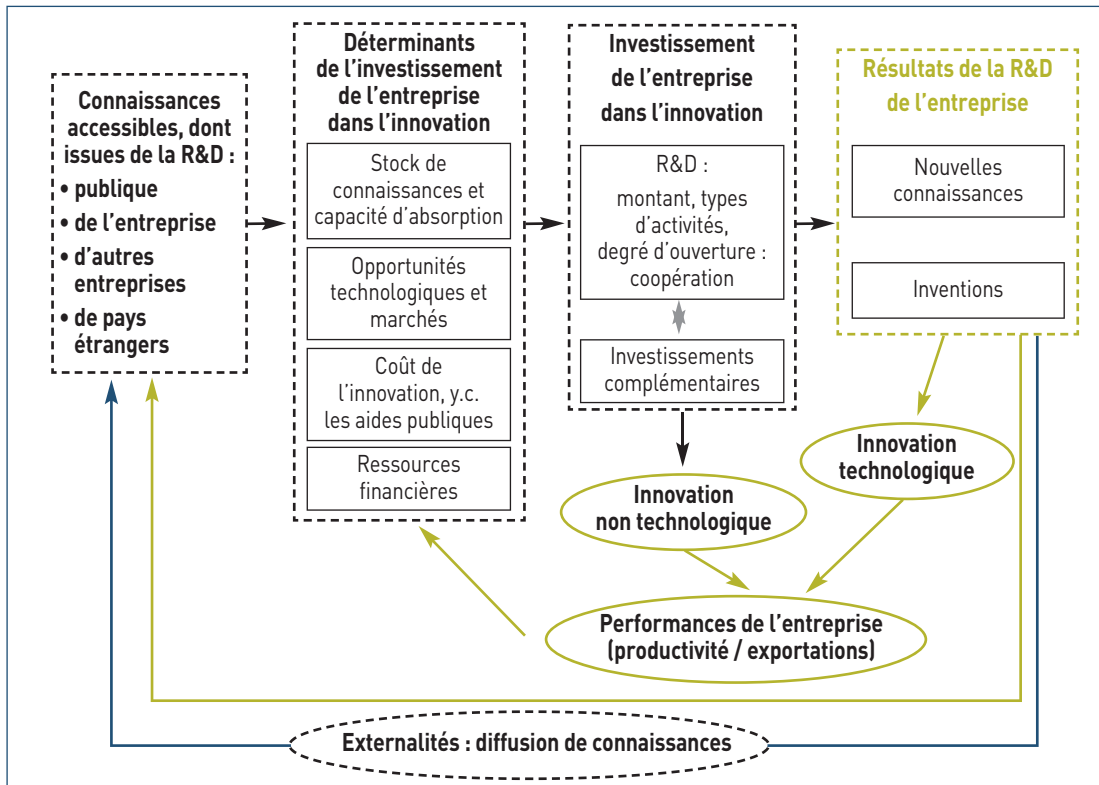 Connaissances
accessibles, dont
issues de la R&D :
• publique
• de l'entreprise
• d'autres
entreprises
• de pays
étrangers
Déterminants
de l'investissement
de l'entreprise
dans l'innovation
Stock de
connaissances et
capacité d'absorption
Opportunités
technologiques et
marchés
Coût de
l'innovation, y.c.
les aides publiques
Ressources
financières
Investissement
de l'entreprise
dans l'innovation
R&D :
montant, types
d'activités,
degré d'ouverture :
coopération
Investissements
complémentaires
Résultats de la R&D
de l'entreprise
Nouvelles
connaissances
Inventions
Innovation
technologique
Innovation
non technologique
Performances de l'entreprise
(productivité / exportations)
Externalités : diffusion de connaissances